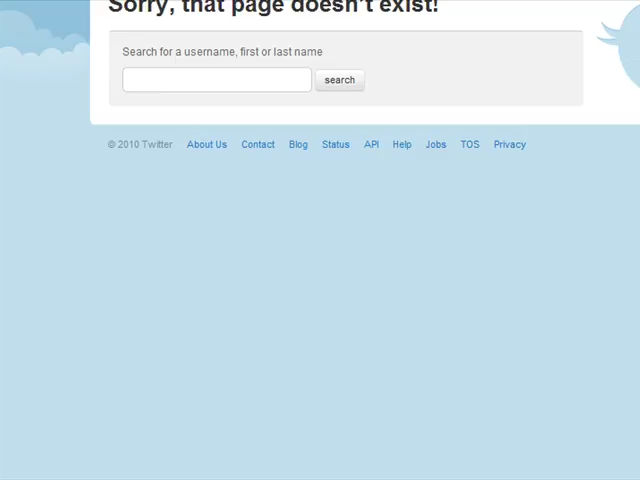 Sorry, that page doesn't exist!
Search for a username, first or last name
search
© 2010 Twitter About Us Contact Blog Status API Help Jobs TOS Privacy